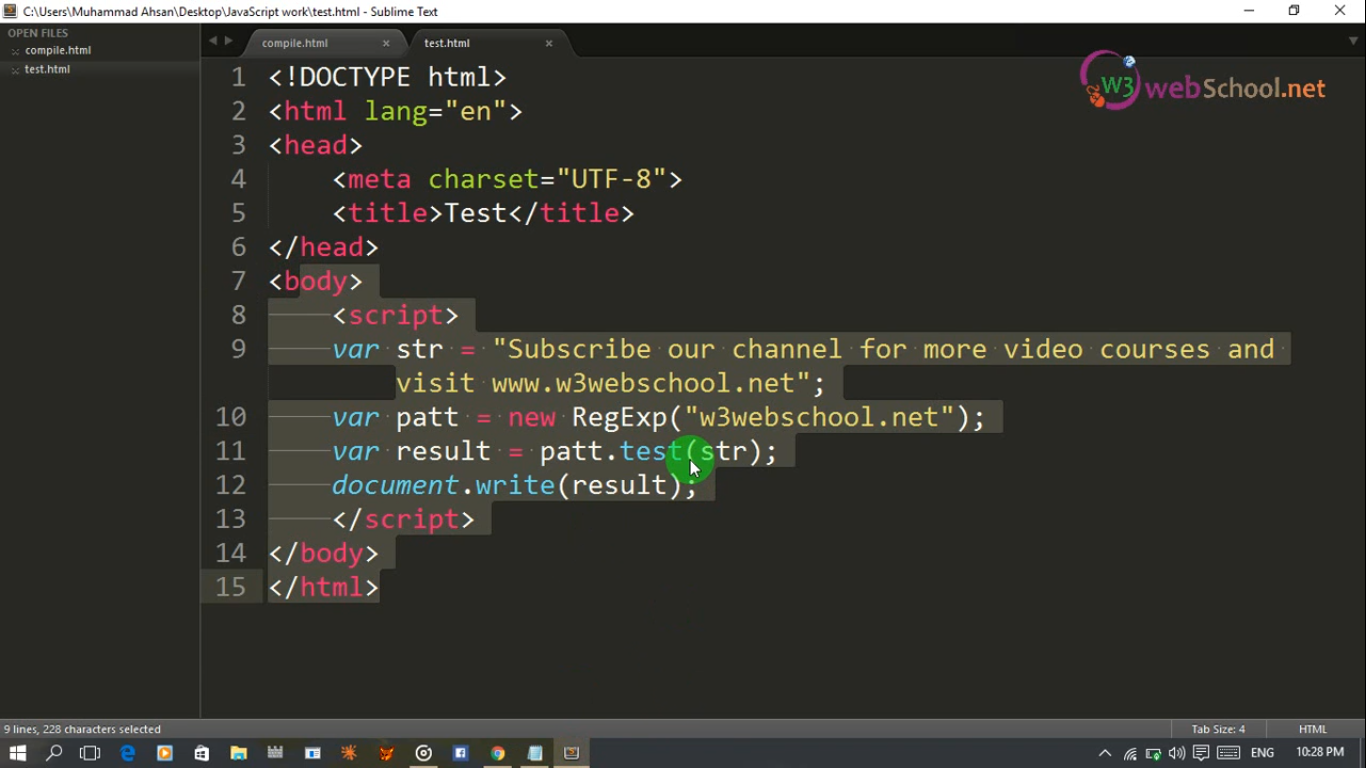 C:\Users\Muhammad Ahsan\Desktop\JavaScript work\test.html - Sublime Text
OPEN FILES
compile.html
test.html
compile.html
test.html
W3 webSchool.net
1 <!DOCTYPE html>
2 <html lang="en">
3 <head>
4 <meta charset="UTF-8">
5 <title>Test</title>
6 </head>
7 <body>
8 <script>
9 var str = "Subscribe our channel for more video courses and
visit www.w3webschool.net";
10 var patt = new RegExp("w3webschool.net");
11 var result = patt.test(str);
12 document.write(result);
13 </script>
14 </body>
15 </html>
9 lines, 228 characters selected
Tab Size: 4
HTML
ENG
10:28 PM